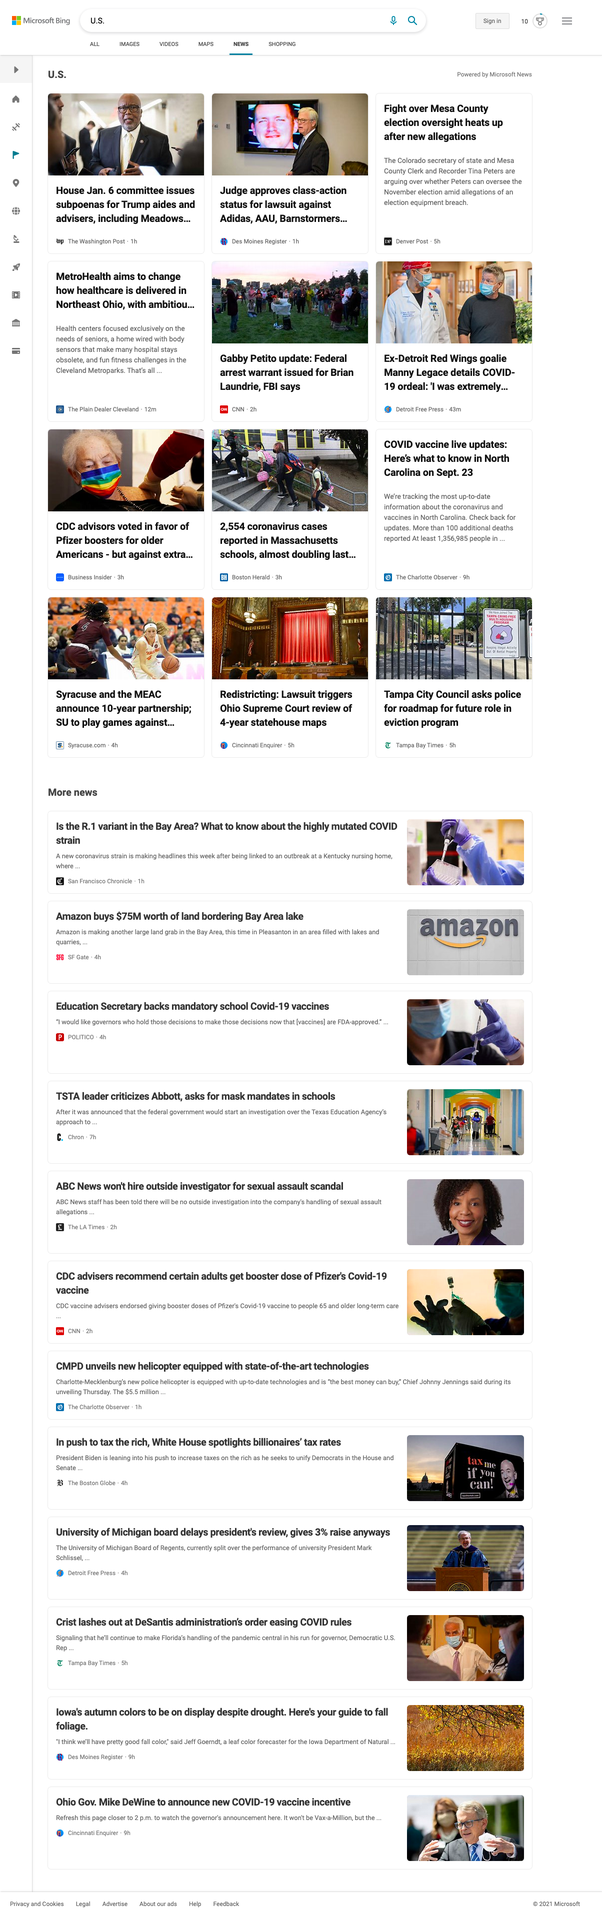 Microsoft Bing
U.S.
Sign in
10
ALL
IMAGES
VIDEOS
MAPS
NEWS
SHOPPING
U.S.
Powered by Microsoft News
House Jan. 6 committee issues
subpoenas for Trump aides and
advisers, including Meadows...
wp The Washington Post · 1h
Judge approves class-action
status for lawsuit against
Adidas, AAU, Barnstormers...
Des Moines Register · 1h
Fight over Mesa County
election oversight heats up
after new allegations
The Colorado secretary of state and Mesa
County Clerk and Recorder Tina Peters are
arguing over whether Peters can oversee the
November election amid allegations of an
election equipment breach.
DP Denver Post · 5h
MetroHealth aims to change
how healthcare is delivered in
Northeast Ohio, with ambitiou...
Health centers focused exclusively on the
needs of seniors, a home wired with body
sensors that make many hospital stays
obsolete, and fun fitness challenges in the
Cleveland Metroparks. That's all ...
The Plain Dealer Cleveland · 12m
Gabby Petito update: Federal
arrest warrant issued for Brian
Laundrie, FBI says
CNN CNN · 2h
Ex-Detroit Red Wings goalie
Manny Legace details COVID-
19 ordeal: 'I was extremely...
Detroit Free Press · 43m
CDC advisors voted in favor of
Pfizer boosters for older
Americans - but against extra...
Business Insider · 3h
2,554 coronavirus cases
reported in Massachusetts
schools, almost doubling last...
Boston Herald · 3h
COVID vaccine live updates:
Here's what to know in North
Carolina on Sept. 23
We're tracking the most up-to-date
information about the coronavirus and
vaccines in North Carolina. Check back for
updates. More than 100 additional deaths
reported At least 1,356,985 people in ...
The Charlotte Observer · 9h
Syracuse and the MEAC
announce 10-year partnership;
SU to play games against...
S Syracuse.com · 4h
Redistricting: Lawsuit triggers
Ohio Supreme Court review of
4-year statehouse maps
Cincinnati Enquirer · 5h
Tampa City Council asks police
for roadmap for future role in
eviction program
Tampa Bay Times · 5h
More news
Is the R.1 variant in the Bay Area? What to know about the highly mutated COVID
strain
A new coronavirus strain is making headlines this week after being linked to an outbreak at a Kentucky nursing home,
where ...
San Francisco Chronicle · 1h
Amazon buys $75M worth of land bordering Bay Area lake
Amazon is making another large land grab in the Bay Area, this time in Pleasanton in an area filled with lakes and
quarries, ...
SF Gate · 4h
amazon
Education Secretary backs mandatory school Covid-19 vaccines
"I would like governors who hold those decisions to make those decisions now that [vaccines] are FDA-approved." ...
P POLITICO · 4h
TSTA leader criticizes Abbott, asks for mask mandates in schools
After it was announced that the federal government would start an investigation over the Texas Education Agency's
approach to ...
Chron · 7h
ABC News won't hire outside investigator for sexual assault scandal
ABC News staff has been told there will be no outside investigation into the company's handling of sexual assault
allegations ...
The LA Times · 2h
CDC advisers recommend certain adults get booster dose of Pfizer's Covid-19
vaccine
CDC vaccine advisers endorsed giving booster doses of Pfizer's Covid-19 vaccine to people 65 and older long-term care
...
CNN CNN · 2h
CMPD unveils new helicopter equipped with state-of-the-art technologies
Charlotte-Mecklenburg's new police helicopter is equipped with up-to-date technologies and is "the best money can buy," Chief Johnny Jennings said during its
unveiling Thursday. The $5.5 million ...
The Charlotte Observer · 1h
In push to tax the rich, White House spotlights billionaires' tax rates
President Biden is leaning into his push to increase taxes on the rich as he seeks to unify Democrats in the House and
Senate ...
B The Boston Globe · 4h
tax me
if you
can!
University of Michigan board delays president's review, gives 3% raise anyways
The University of Michigan Board of Regents, currently split over the performance of university President Mark
Schlissel, ...
Detroit Free Press · 4h
Crist lashes out at DeSantis administration's order easing COVID rules
Signaling that he'll continue to make Florida's handling of the pandemic central in his run for governor, Democratic U.S.
Rep ...
Tampa Bay Times · 5h
Iowa's autumn colors to be on display despite drought. Here's your guide to fall
foliage.
"I think we'll have pretty good fall color," said Jeff Goerndt, a leaf color forecaster for the Iowa Department of Natural ...
Des Moines Register · 9h
Ohio Gov. Mike DeWine to announce new COVID-19 vaccine incentive
Refresh this page closer to 2 p.m. to watch the governor's announcement here. It won't be Vax-a-Million, but the ...
Cincinnati Enquirer · 9h
Privacy and Cookies
Legal
Advertise
About our ads
Help
Feedback
© 2021 Microsoft